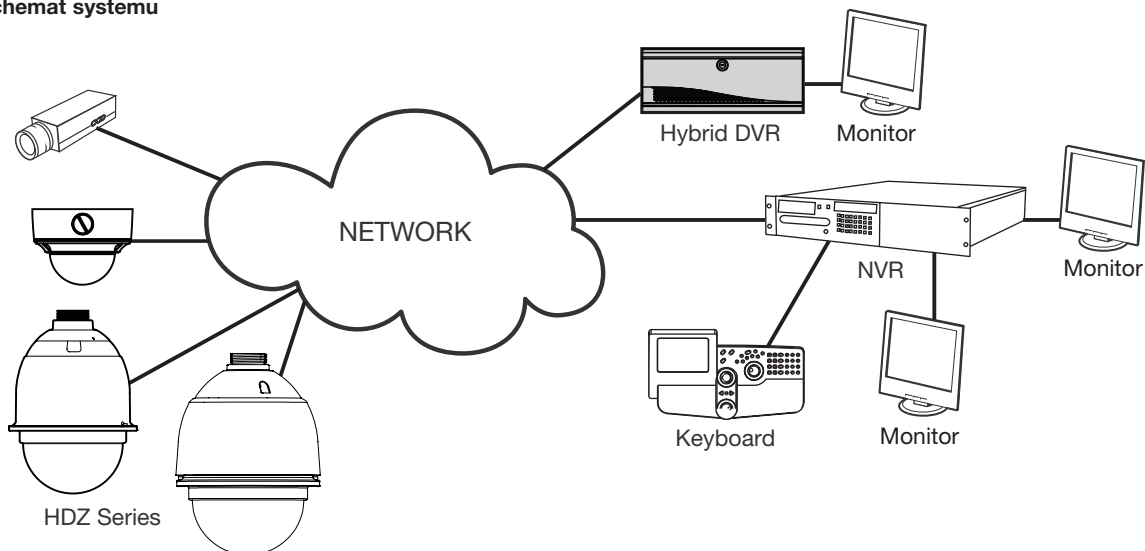 chemat systemu
Hybrid DVR
Monitor
NETWORK
NVR
Monitor
Keyboard
Monitor
HDZ Series